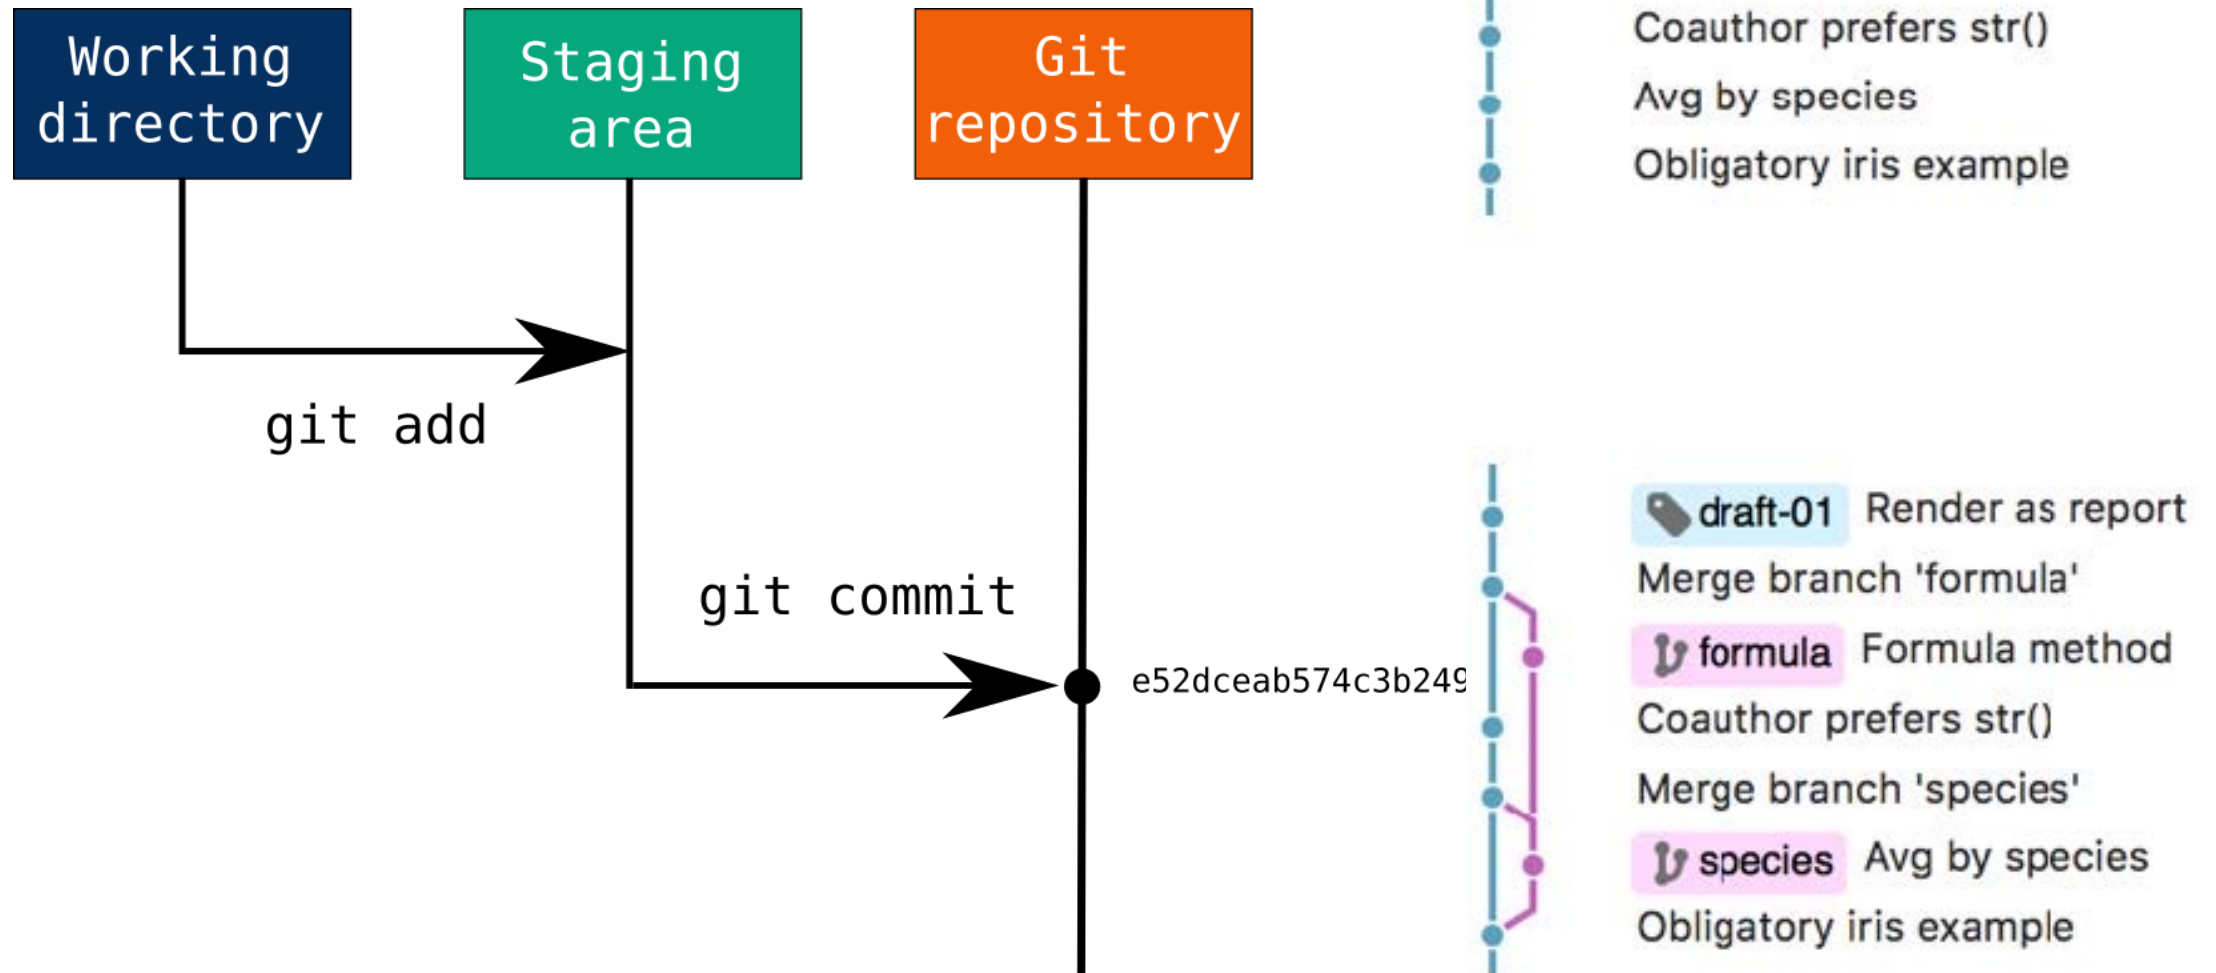 Working
directory
Staging
area
Git
repository
git add
git commit
e52dceab574c3b249
Coauthor prefers str()
Avg by species
Obligatory iris example
draft-01 Render as report
Merge branch 'formula'
formula Formula method
Coauthor prefers str()
Merge branch 'species'
species Avg by species
Obligatory iris example